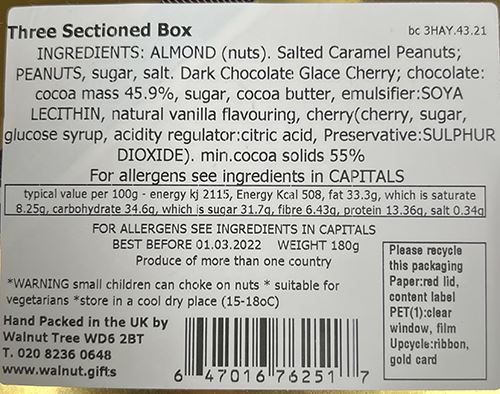 Three Sectioned Box
bc 3HAY.43.21
INGREDIENTS: ALMOND (nuts). Salted Caramel Peanuts;
PEANUTS, sugar, salt. Dark Chocolate Glace Cherry; chocolate:
cocoa mass 45.9%, sugar, cocoa butter, emulsifier:SOYA
LECITHIN, natural vanilla flavouring, cherry(cherry, sugar,
glucose syrup, acidity regulator:citric acid, Preservative:SULPHUR
DIOXIDE). min.cocoa solids 55%
For allergens see ingredients in CAPITALS
typical value per 100g - energy kj 2115, Energy Kcal 508, fat 33.3g, which is saturate
8.25g, carbohydrate 34.6g, which is sugar 31.7g, fibre 6.43g, protein 13.36g, salt 0.34g
FOR ALLERGENS SEE INGREDIENTS IN CAPITALS
BEST BEFORE 01.03.2022 WEIGHT 180g
Produce of more than one country
*WARNING small children can choke on nuts * suitable for
vegetarians *store in a cool dry place (15-18oC)
Hand Packed in the UK by
Walnut Tree WD6 2BT
T. 020 8236 0648
www.walnut.gifts
6 47016 76251 7
Please recycle
this packaging
Paper:red lid,
content label
PET(1):clear
window, film
Upcycle:ribbon,
gold card